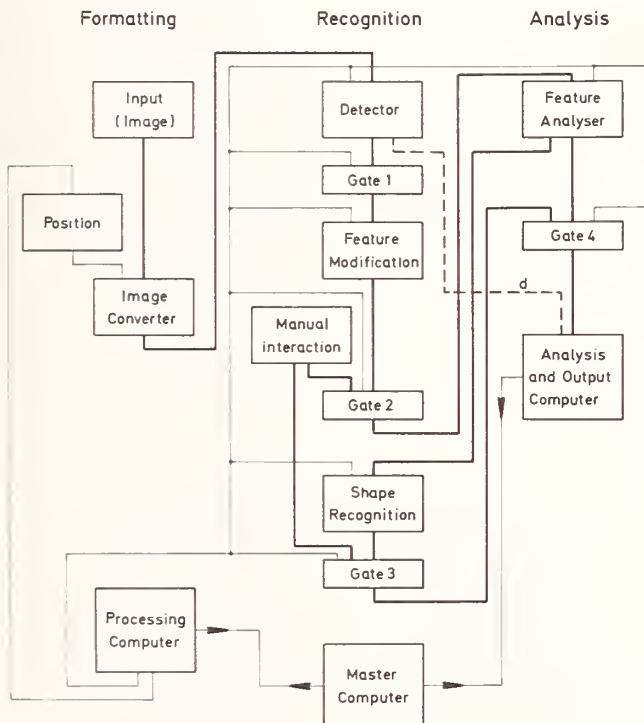 Formatting
Recognition
Analysis
Input
(Image)
Detector
Feature
Analyser
Gate 1
Position
Feature
Modification
Gate 4
Image
Converter
d
Manual
interaction
Analysis
and Output
Computer
Gate 2
Shape
Recognition
Gate 3
Processing
Computer
Master
Computer